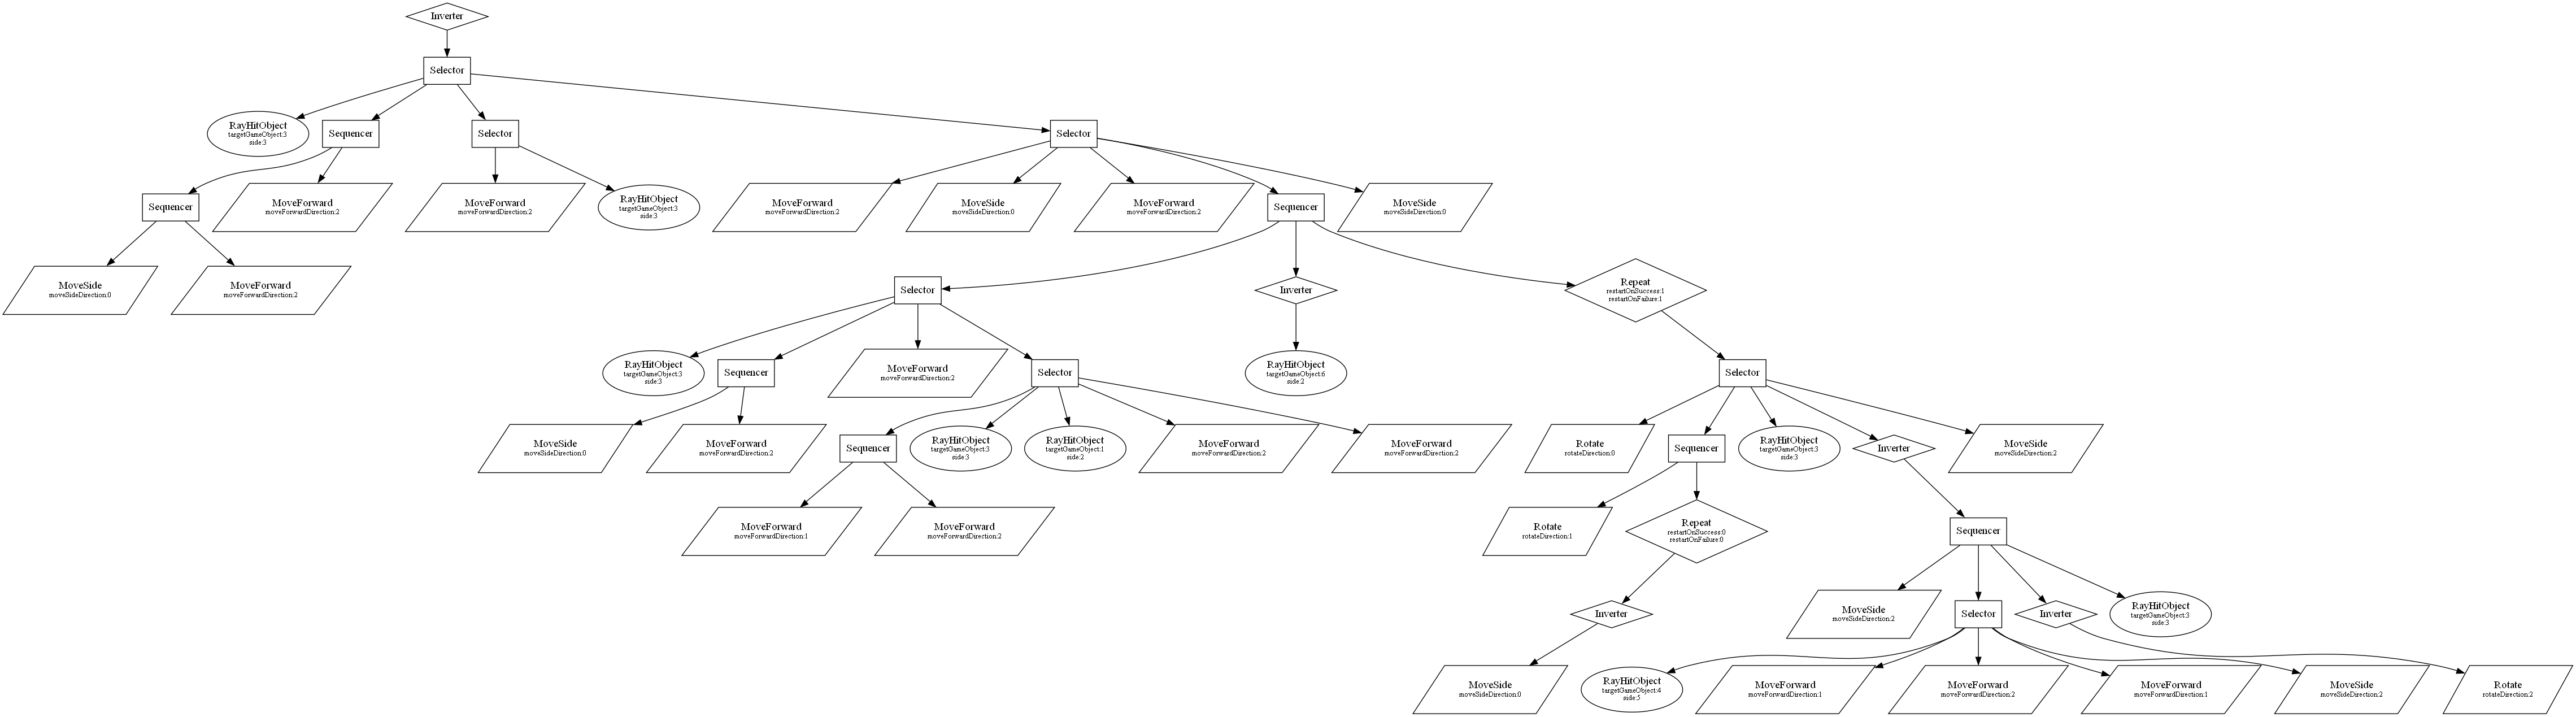 Inverter
Selector
RayHitObject
targetGameObject:3
side:3
Sequencer
Selector
Selector
Sequencer
MoveForward
moveForwardDirection:2
MoveForward
moveForwardDirection:2
RayHitObject
targetGameObject:3
side:3
MoveForward
moveForwardDirection:2
MoveSide
moveSideDirection:0
MoveForward
moveForwardDirection:2
Sequencer
MoveSide
moveSideDirection:0
MoveSide
moveSideDirection:0
MoveForward
moveForwardDirection:2
Selector
Inverter
Repeat
restartOnSuccess:1
restartOnFailure:1
RayHitObject
targetGameObject:3
side:3
Sequencer
MoveForward
moveForwardDirection:2
Selector
RayHitObject
targetGameObject:6
side:2
Selector
MoveSide
moveSideDirection:0
MoveForward
moveForwardDirection:2
Sequencer
RayHitObject
targetGameObject:3
side:3
RayHitObject
targetGameObject:1
side:2
MoveForward
moveForwardDirection:2
MoveForward
moveForwardDirection:2
Rotate
rotateDirection:0
Sequencer
RayHitObject
targetGameObject:3
side:3
Inverter
MoveSide
moveSideDirection:2
MoveForward
moveForwardDirection:1
MoveForward
moveForwardDirection:2
Rotate
rotateDirection:1
Repeat
restartOnSuccess:0
restartOnFailure:0
Sequencer
Inverter
MoveSide
moveSideDirection:2
Selector
Inverter
RayHitObject
targetGameObject:3
side:3
MoveSide
moveSideDirection:0
RayHitObject
targetGameObject:4
side:5
MoveForward
moveForwardDirection:1
MoveForward
moveForwardDirection:2
MoveForward
moveForwardDirection:1
MoveSide
moveSideDirection:2
Rotate
rotateDirection:2